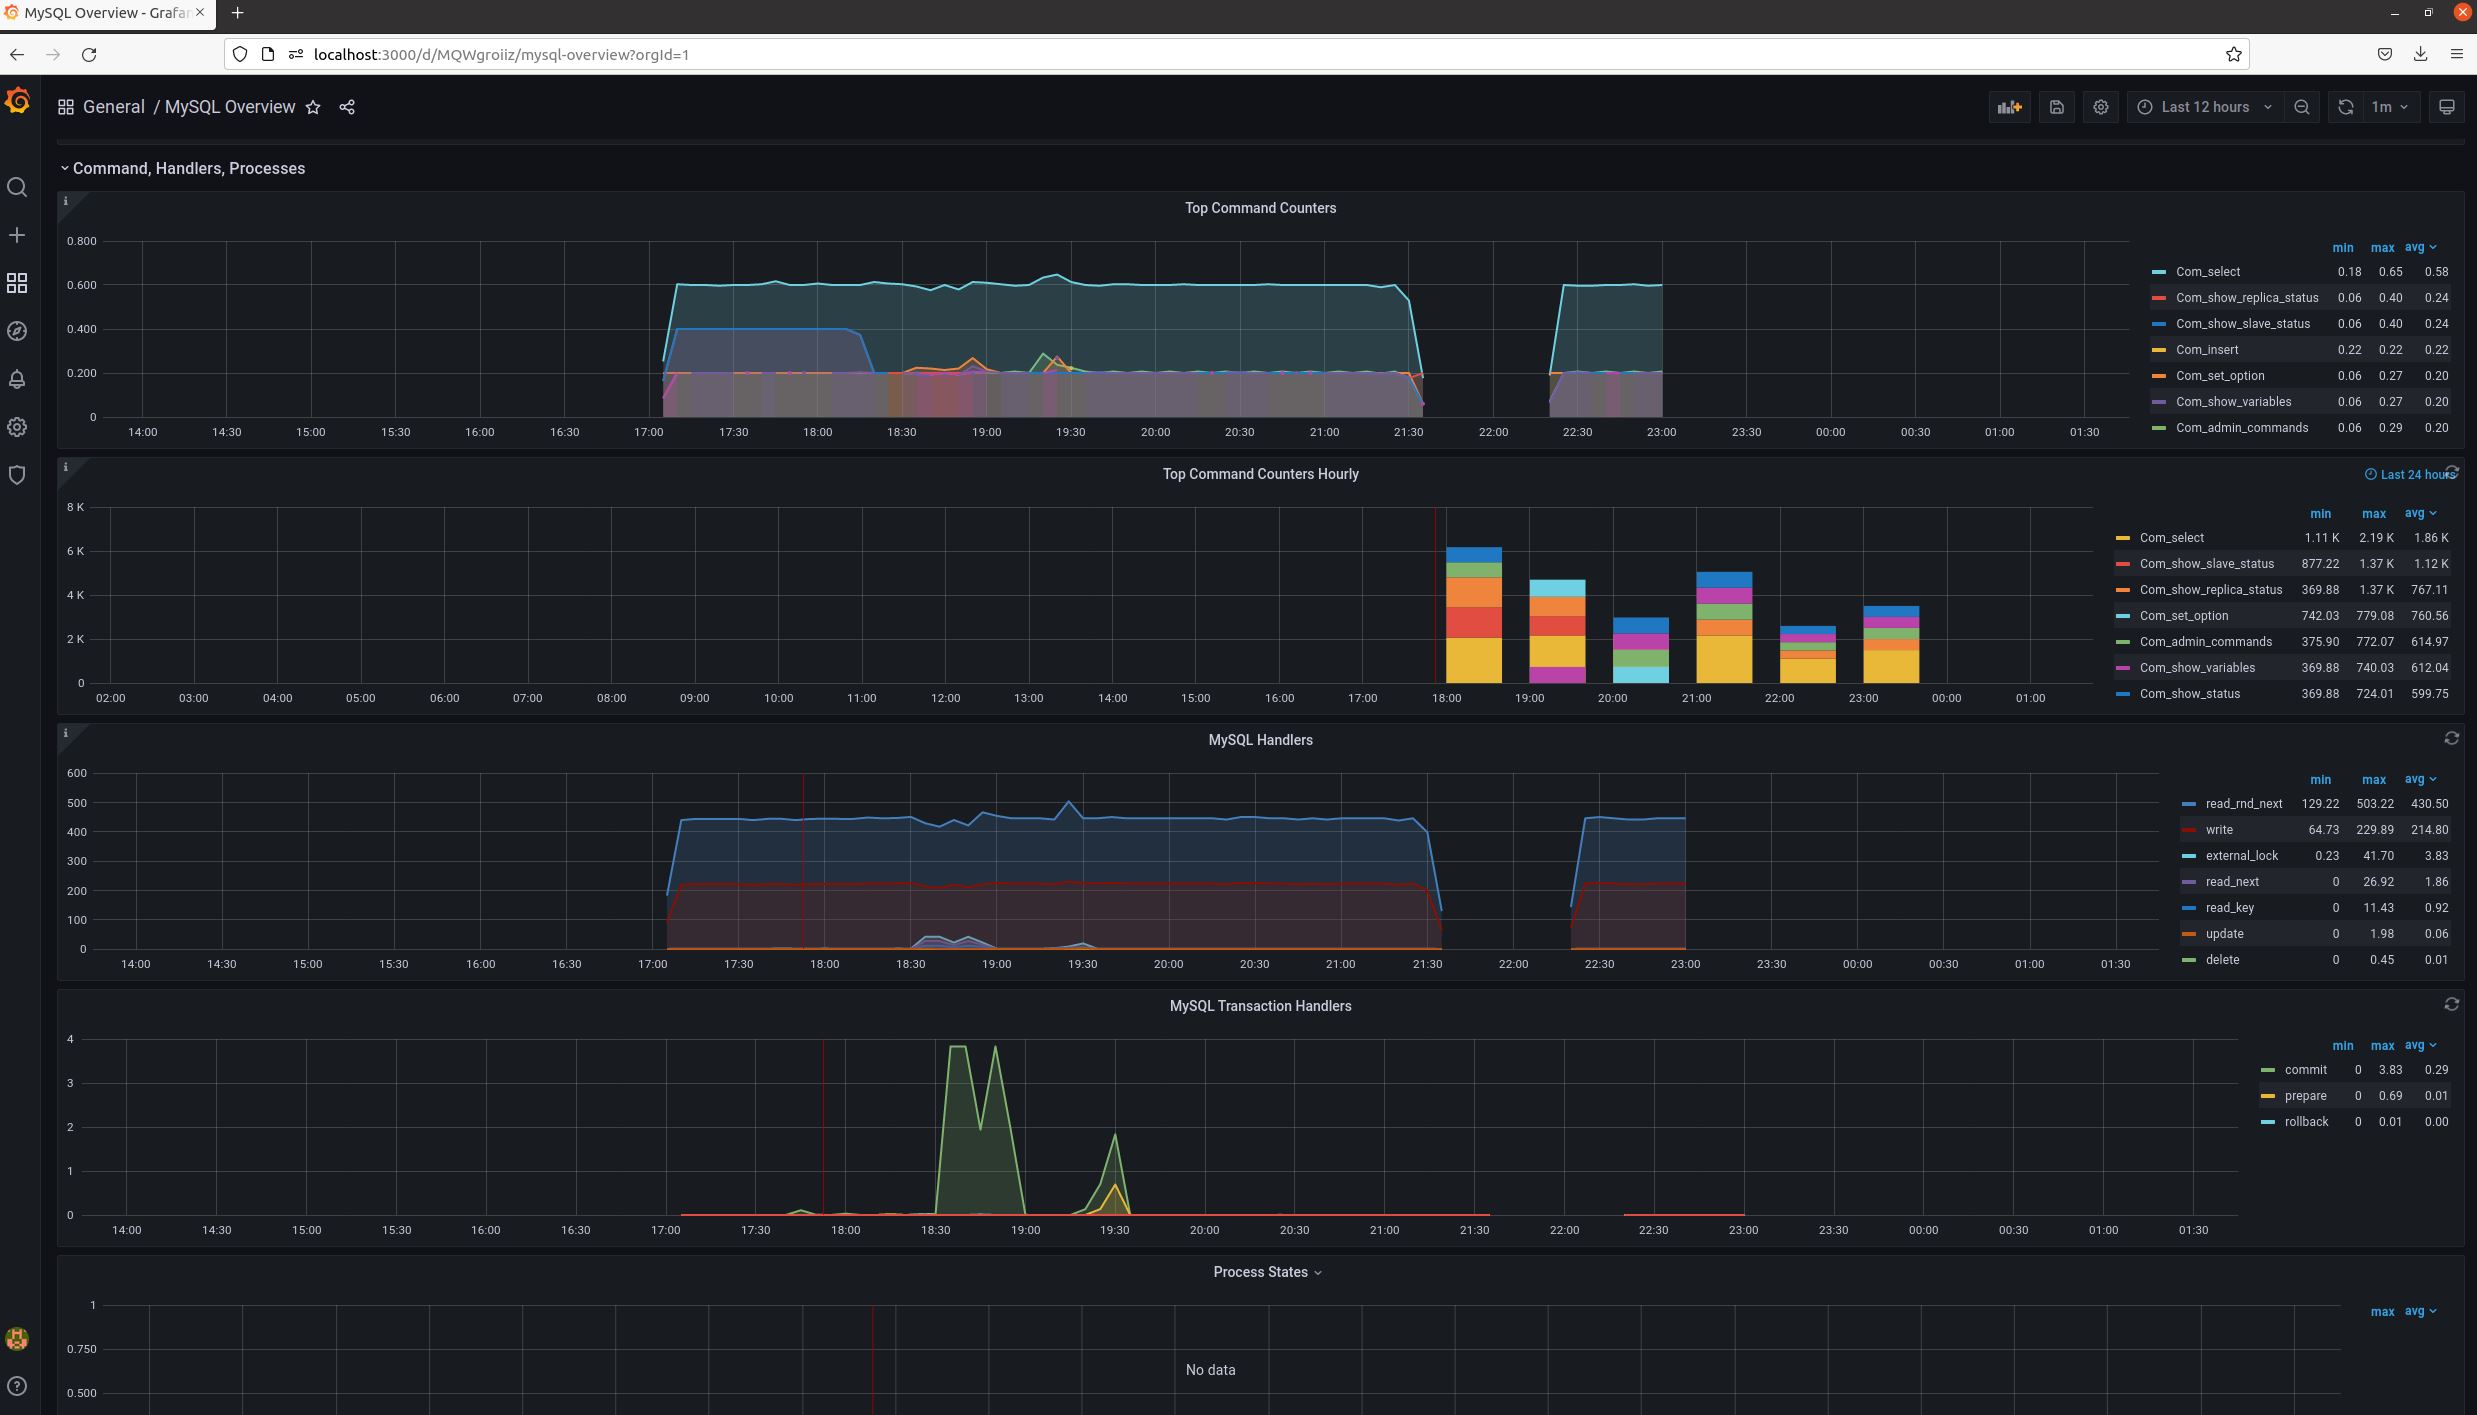 MySQL Overview - Grafan
localhost:3000/d/MQWgroiiz/mysql-overview?orgId=1
General / MySQL Overview
Last 12 hours
1m
Command, Handlers, Processes
Top Command Counters
0.800
0.600
0.400
0.200
0
14:00 14:30 15:00 15:30 16:00 16:30 17:00 17:30 18:00 18:30 19:00 19:30 20:00 20:30 21:00 21:30 22:00 22:30 23:00 23:30 00:00 00:30 01:00 01:30
min max avg
Com_select 0.18 0.65 0.58
Com_show_replica_status 0.06 0.40 0.24
Com_show_slave_status 0.06 0.40 0.24
Com_insert 0.22 0.22 0.22
Com_set_option 0.06 0.27 0.20
Com_show_variables 0.06 0.27 0.20
Com_admin_commands 0.06 0.29 0.20
Top Command Counters Hourly
Last 24 hours
8 K
6 K
4 K
2 K
0
02:00 03:00 04:00 05:00 06:00 07:00 08:00 09:00 10:00 11:00 12:00 13:00 14:00 15:00 16:00 17:00 18:00 19:00 20:00 21:00 22:00 23:00 00:00 01:00
min max avg
Com_select 1.11 K 2.19 K 1.86 K
Com_show_slave_status 877.22 1.37 K 1.12 K
Com_show_replica_status 369.88 1.37 K 767.11
Com_set_option 742.03 779.08 760.56
Com_admin_commands 375.90 772.07 614.97
Com_show_variables 369.88 740.03 612.04
Com_show_status 369.88 724.01 599.75
MySQL Handlers
600
500
400
300
200
100
0
14:00 14:30 15:00 15:30 16:00 16:30 17:00 17:30 18:00 18:30 19:00 19:30 20:00 20:30 21:00 21:30 22:00 22:30 23:00 23:30 00:00 00:30 01:00 01:30
min max avg
read_rnd_next 129.22 503.22 430.50
write 64.73 229.89 214.80
external_lock 0.23 41.70 3.83
read_next 0 26.92 1.86
read_key 0 11.43 0.92
update 0 1.98 0.06
delete 0 0.45 0.01
MySQL Transaction Handlers
4
3
2
1
0
14:00 14:30 15:00 15:30 16:00 16:30 17:00 17:30 18:00 18:30 19:00 19:30 20:00 20:30 21:00 21:30 22:00 22:30 23:00 23:30 00:00 00:30 01:00 01:30
min max avg
commit 0 3.83 0.29
prepare 0 0.69 0.01
rollback 0 0.01 0.00
Process States
1
0.750
0.500
No data
max avg